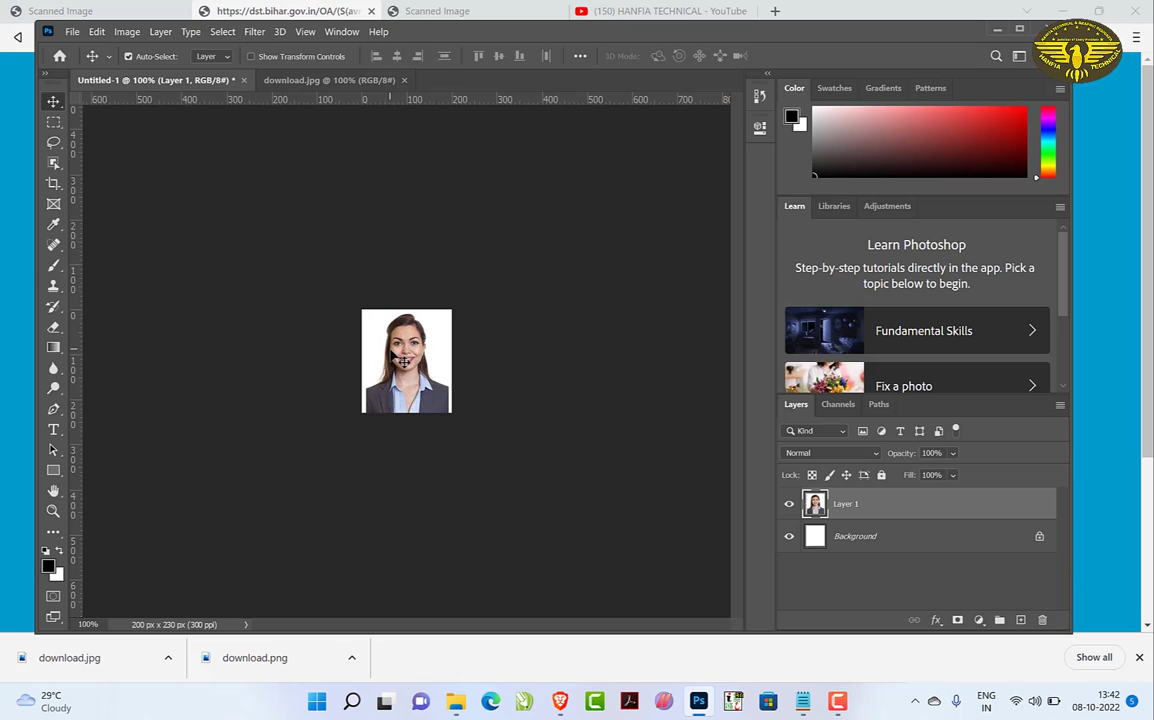 Scanned Image
https://dst.bihar.gov.in/OA/(S(avr
Scanned Image
(150) HANFIA TECHNICAL - YouTube
Ps File Edit Image Layer Type Select Filter 3D View Window Help
Auto-Select: Layer Show Transform Controls 3D Mode:
HANFIA TECHNICAL
Untitled-1 @ 100% (Layer 1, RGB/8#) * download.jpg @ 100% (RGB/8#)
600 500 400 300 200 100 0 100 200 300 400 500 600 700
Color Swatches Gradients Patterns
Learn Libraries Adjustments
Learn Photoshop
Step-by-step tutorials directly in the app. Pick a
topic below to begin.
Fundamental Skills
Fix a photo
Layers Channels Paths
Kind
Normal Opacity: 100%
Lock: Fill: 100%
Layer 1
Background
100% 200 px x 230 px (300 ppi)
download.jpg download.png Show all
29°C
Cloudy
ENG
IN
13:42
08-10-2022
5